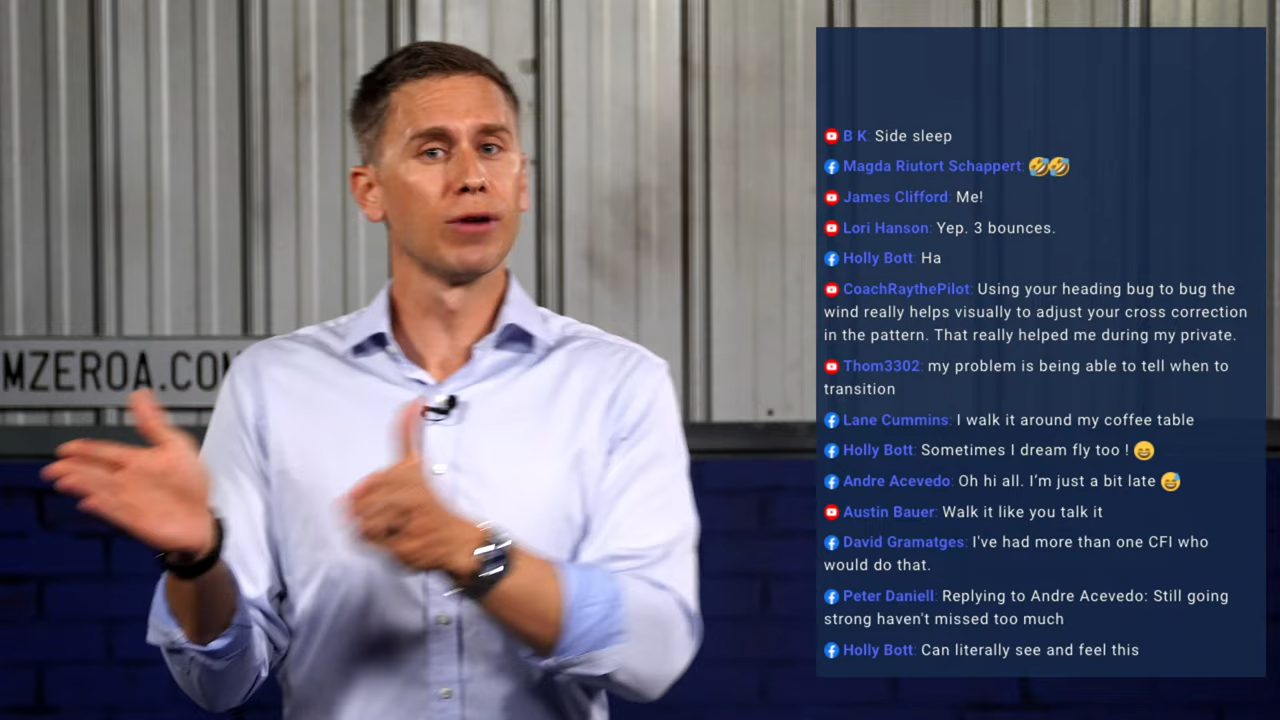 MZEROA.COM
B K: Side sleep
Magda Riutort Schappert: 🤣🤣
James Clifford: Me!
Lori Hanson: Yep. 3 bounces.
Holly Bott: Ha
CoachRaythePilot: Using your heading bug to bug the
wind really helps visually to adjust your cross correction
in the pattern. That really helped me during my private.
Thom3302: my problem is being able to tell when to
transition
Lane Cummins: I walk it around my coffee table
Holly Bott: Sometimes I dream fly too ! 😄
Andre Acevedo: Oh hi all. I’m just a bit late 😅
Austin Bauer: Walk it like you talk it
David Gramatges: I've had more than one CFI who
would do that.
Peter Daniell: Replying to Andre Acevedo: Still going
strong haven't missed too much
Holly Bott: Can literally see and feel this